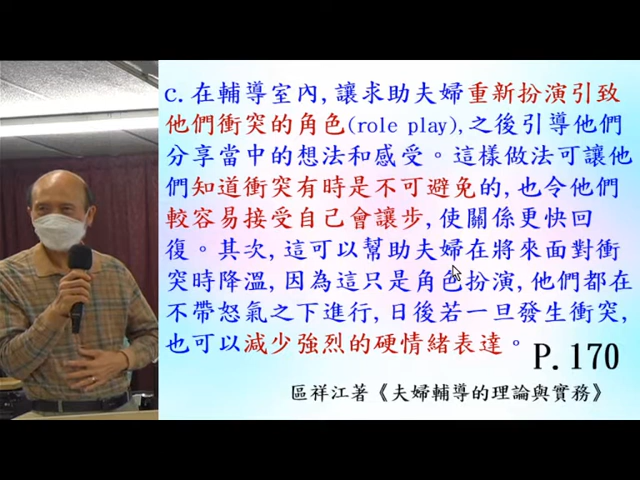 c. 在輔導室內, 讓求助夫婦重新扮演引致
他們衝突的角色(role play), 之後引導他們
分享當中的想法和感受。這樣做法可讓他
們知道衝突有時是不可避免的, 也令他們
較容易接受自己會讓步, 使關係更快回
復。其次, 這可以幫助夫婦在將來面對衝
突時降溫, 因為這只是角色扮演, 他們都在
不帶怒氣之下進行, 日後若一旦發生衝突,
也可以減少強烈的硬情緒表達。
P. 170
區祥江著《夫婦輔導的理論與實務》